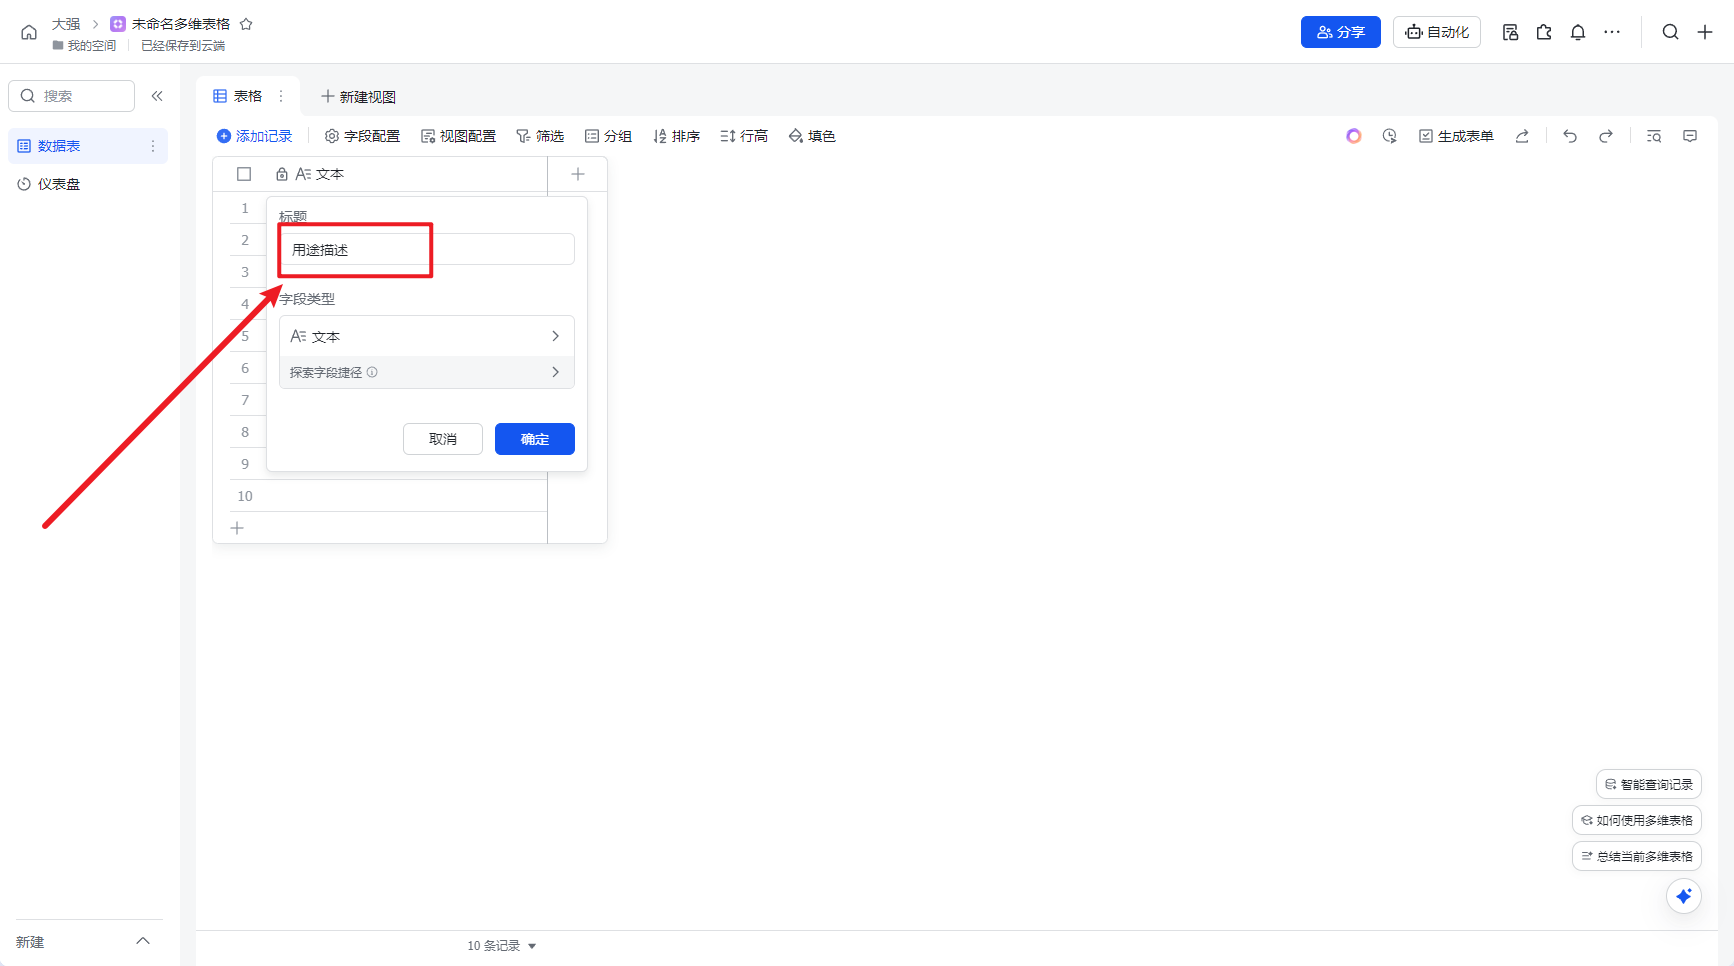 大强
未命名多维表格
我的空间
已经保存到云端
分享
自动化
搜索
数据表
仪表盘
新建
表格
新建视图
添加记录
字段配置
视图配置
筛选
分组
排序
行高
填色
生成表单
文本
1
2
3
4
5
6
7
8
9
10
标题
用途描述
字段类型
文本
探索字段捷径
取消
确定
智能查询记录
如何使用多维表格
总结当前多维表格
10 条记录